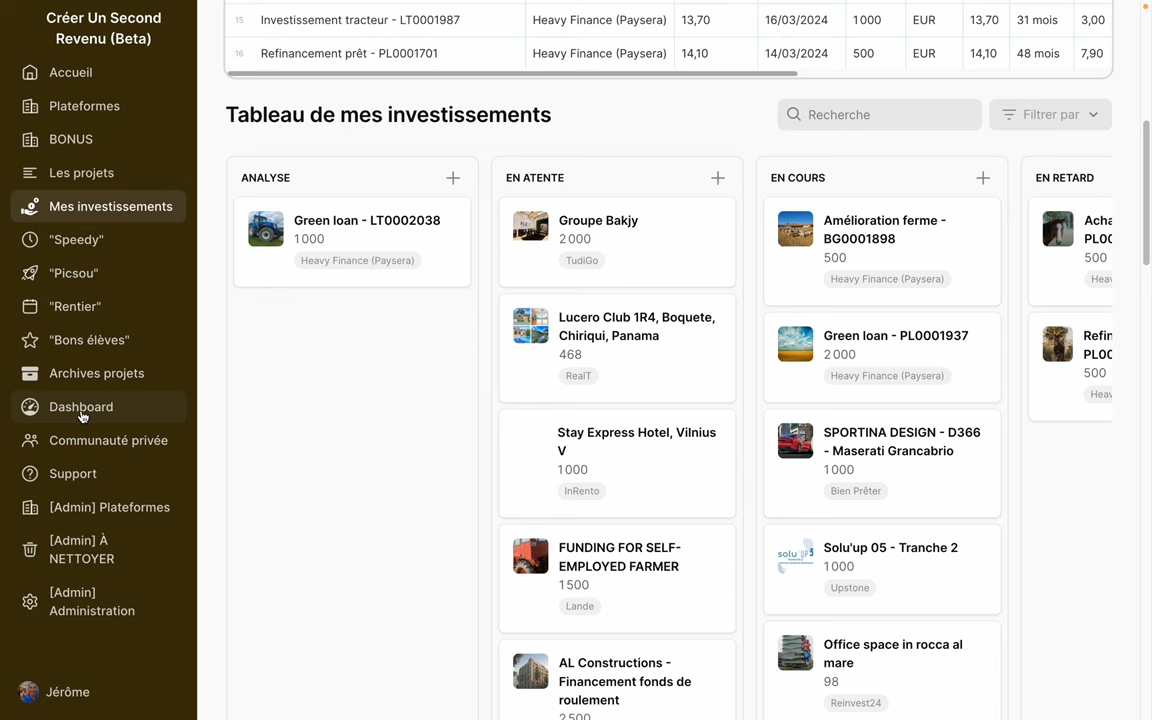 Créer Un Second
Revenu (Beta)
Accueil
Plateformes
BONUS
Les projets
Mes investissements
"Speedy"
"Picsou"
"Rentier"
"Bons élèves"
Archives projets
Dashboard
Communauté privée
Support
[Admin] Plateformes
[Admin] À
NETTOYER
[Admin]
Administration
Jérôme
15 Investissement tracteur - LT0001987 Heavy Finance (Paysera) 13,70 16/03/2024 1 000 EUR 13,70 31 mois 3,00
16 Refinancement prêt - PL0001701 Heavy Finance (Paysera) 14,10 14/03/2024 500 EUR 14,10 48 mois 7,90
Tableau de mes investissements
Recherche
Filtrer par
ANALYSE
Green loan - LT0002038
1 000
Heavy Finance (Paysera)
EN ATENTE
Groupe Bakjy
2 000
TudiGo
Lucero Club 1R4, Boquete,
Chiriqui, Panama
468
RealT
Stay Express Hotel, Vilnius
V
1 000
InRento
FUNDING FOR SELF-
EMPLOYED FARMER
1 500
Lande
AL Constructions -
Financement fonds de
roulement
2 500
EN COURS
Amélioration ferme -
BG0001898
500
Heavy Finance (Paysera)
Green loan - PL0001937
2 000
Heavy Finance (Paysera)
SPORTINA DESIGN - D366
- Maserati Grancabrio
1 000
Bien Prêter
Solu'up 05 - Tranche 2
1 000
Upstone
Office space in rocca al
mare
98
Reinvest24
EN RETARD
Acha
PL00
500
Heav
Refin
PL00
500
Heav